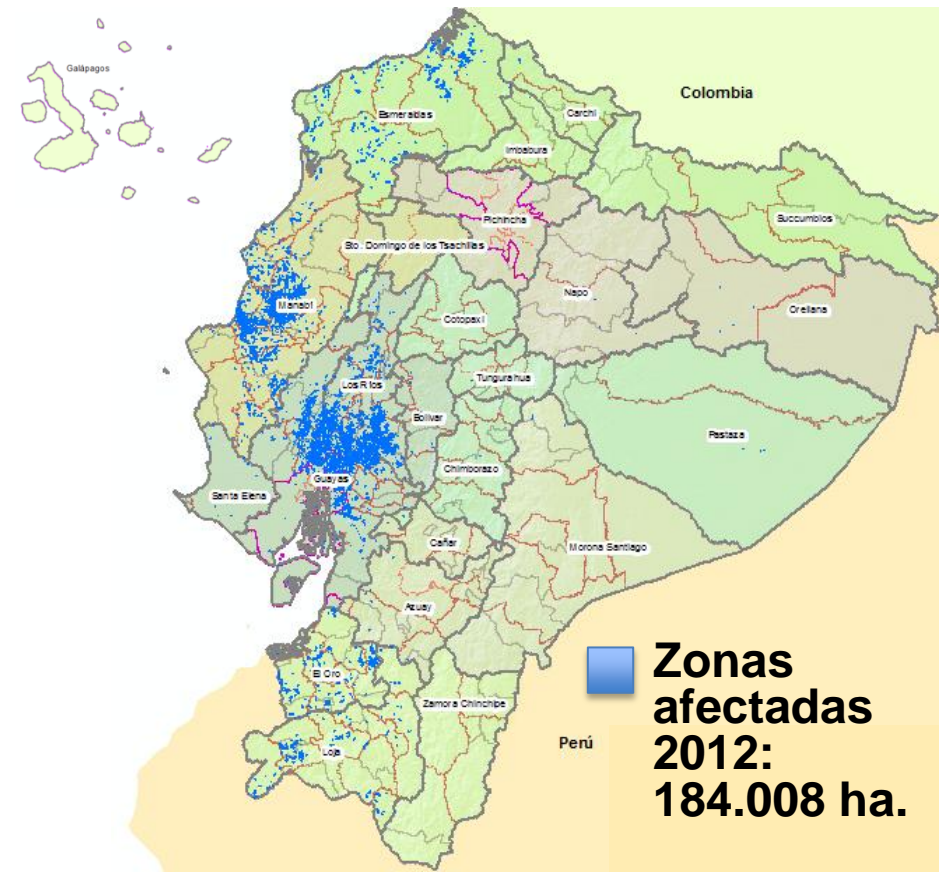 Galápagos
Colombia
Esmeraldas
Carchi
Imbabura
Pichincha
Succumbíos
Sto. Domingo de los Tsachilas
Napo
Orellana
Manabí
Cotopaxi
Los Ríos
Tungurahua
Bolívar
Pastaza
Chimborazo
Guayas
Santa Elena
Cañar
Morona Santiago
Azuay
El Oro
Zamora Chinchipe
Loja
Perú
Zonas
afectadas
2012:
184.008 ha.